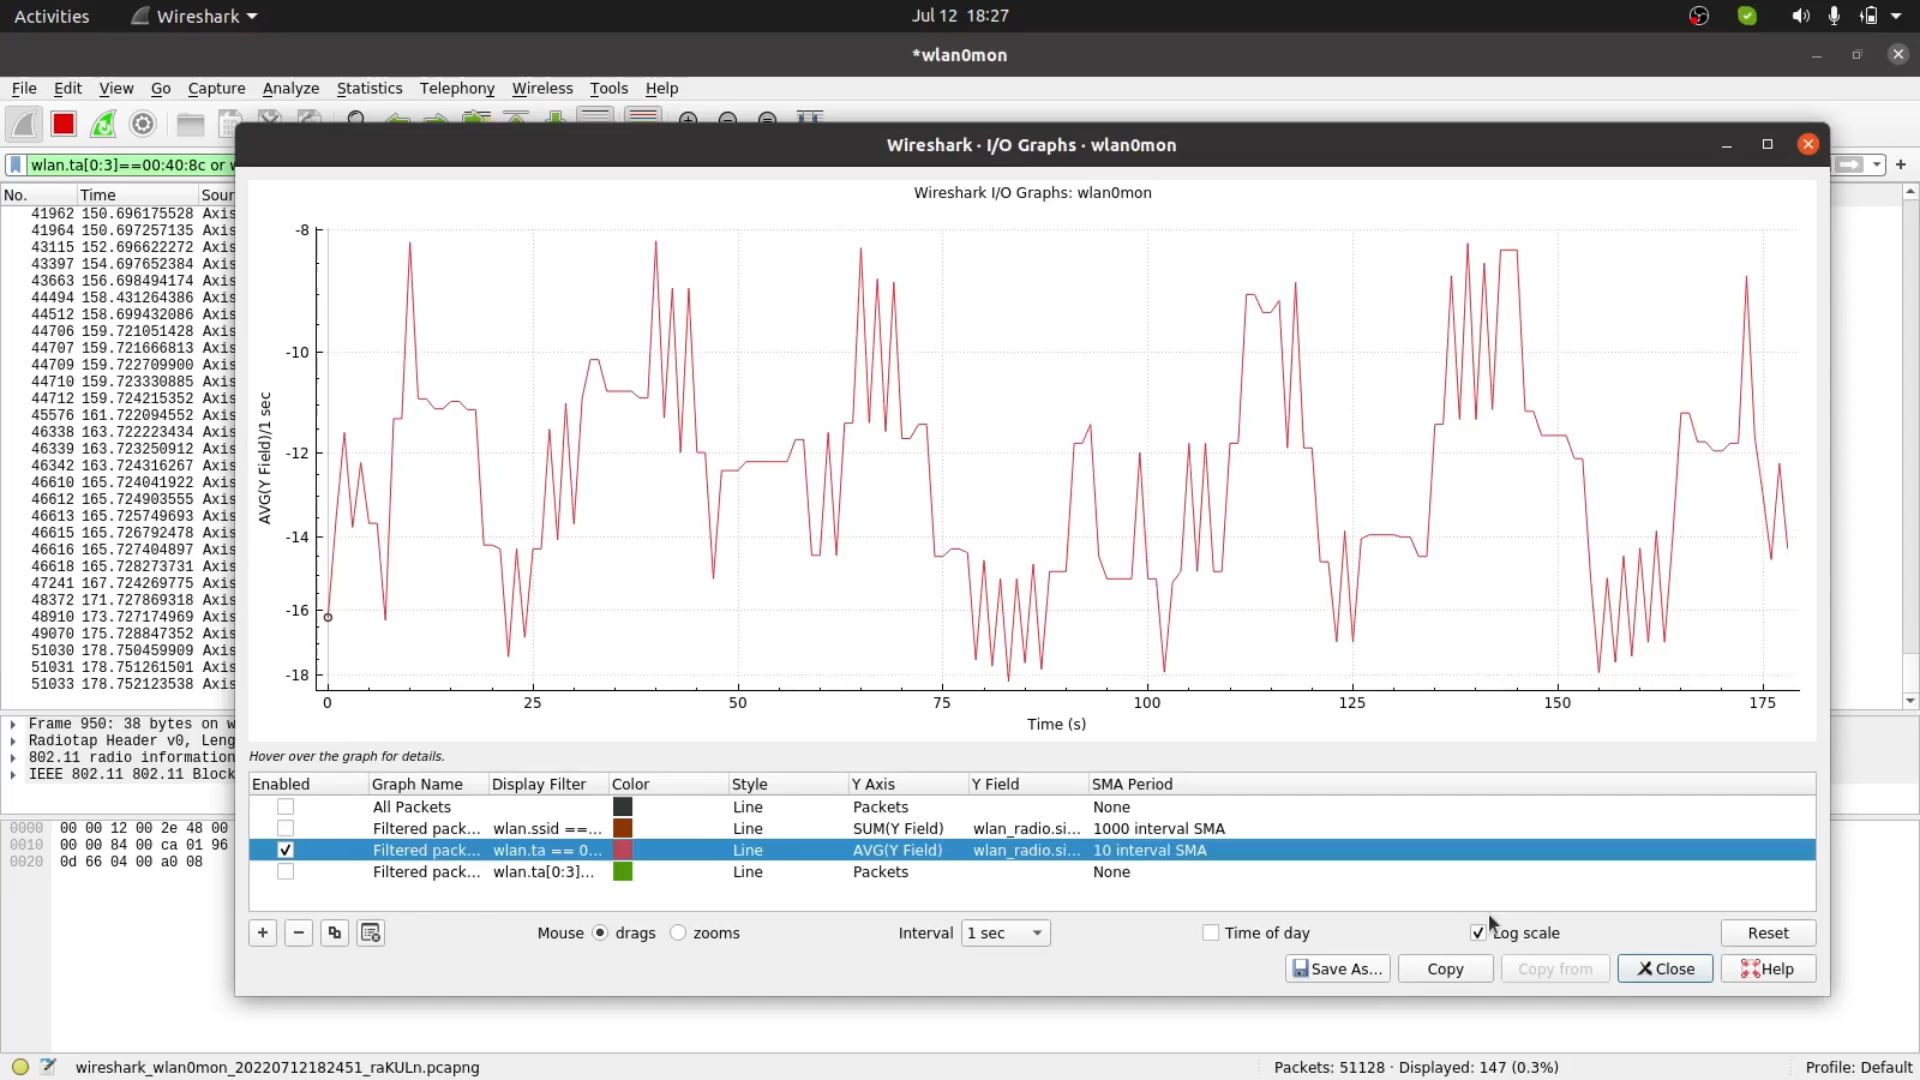 Activities Wireshark Jul 12 18:27
*wlan0mon
File Edit View Go Capture Analyze Statistics Telephony Wireless Tools Help
wlan.ta[0:3]==00:40:8c or
Wireshark · I/O Graphs · wlan0mon
No. Time Sour
41962 150.696175528 Axis
41964 150.697257135 Axis
43115 152.696622272 Axis
43397 154.697652384 Axis
43663 156.698494174 Axis
44494 158.431264386 Axis
44512 158.699432086 Axis
44706 159.721051428 Axis
44707 159.721666813 Axis
44709 159.722709900 Axis
44710 159.723330885 Axis
44712 159.724215352 Axis
45576 161.722094552 Axis
46338 163.722223434 Axis
46339 163.723250912 Axis
46342 163.724316267 Axis
46610 165.724041922 Axis
46612 165.724903555 Axis
46613 165.725749693 Axis
46615 165.726792478 Axis
46616 165.727404897 Axis
46618 165.728273731 Axis
47241 167.724269775 Axis
48372 171.727869318 Axis
48910 173.727174969 Axis
49070 175.728847352 Axis
51030 178.750459909 Axis
51031 178.751261501 Axis
51033 178.752123538 Axis
Frame 950: 38 bytes on w
Radiotap Header v0, Leng
802.11 radio information
IEEE 802.11 802.11 Block
0000 00 00 12 00 2e 48 00
0010 00 00 84 00 ca 01 96
0020 0d 66 04 00 a0 08
Wireshark I/O Graphs: wlan0mon
AVG(Y Field)/1 sec
-8
-10
-12
-14
-16
-18
0 25 50 75 100 125 150 175
Time (s)
Hover over the graph for details.
Enabled Graph Name Display Filter Color Style Y Axis Y Field SMA Period
All Packets Line Packets None
Filtered pack... wlan.ssid ==... Line SUM(Y Field) wlan_radio.si... 1000 interval SMA
Filtered pack... wlan.ta == 0... Line AVG(Y Field) wlan_radio.si... 10 interval SMA
Filtered pack... wlan.ta[0:3]... Line Packets None
Mouse drags zooms Interval 1 sec Time of day Log scale Reset
Save As... Copy Copy from Close Help
wireshark_wlan0mon_20220712182451_raKULn.pcapng Packets: 51128 · Displayed: 147 (0.3%) Profile: Default